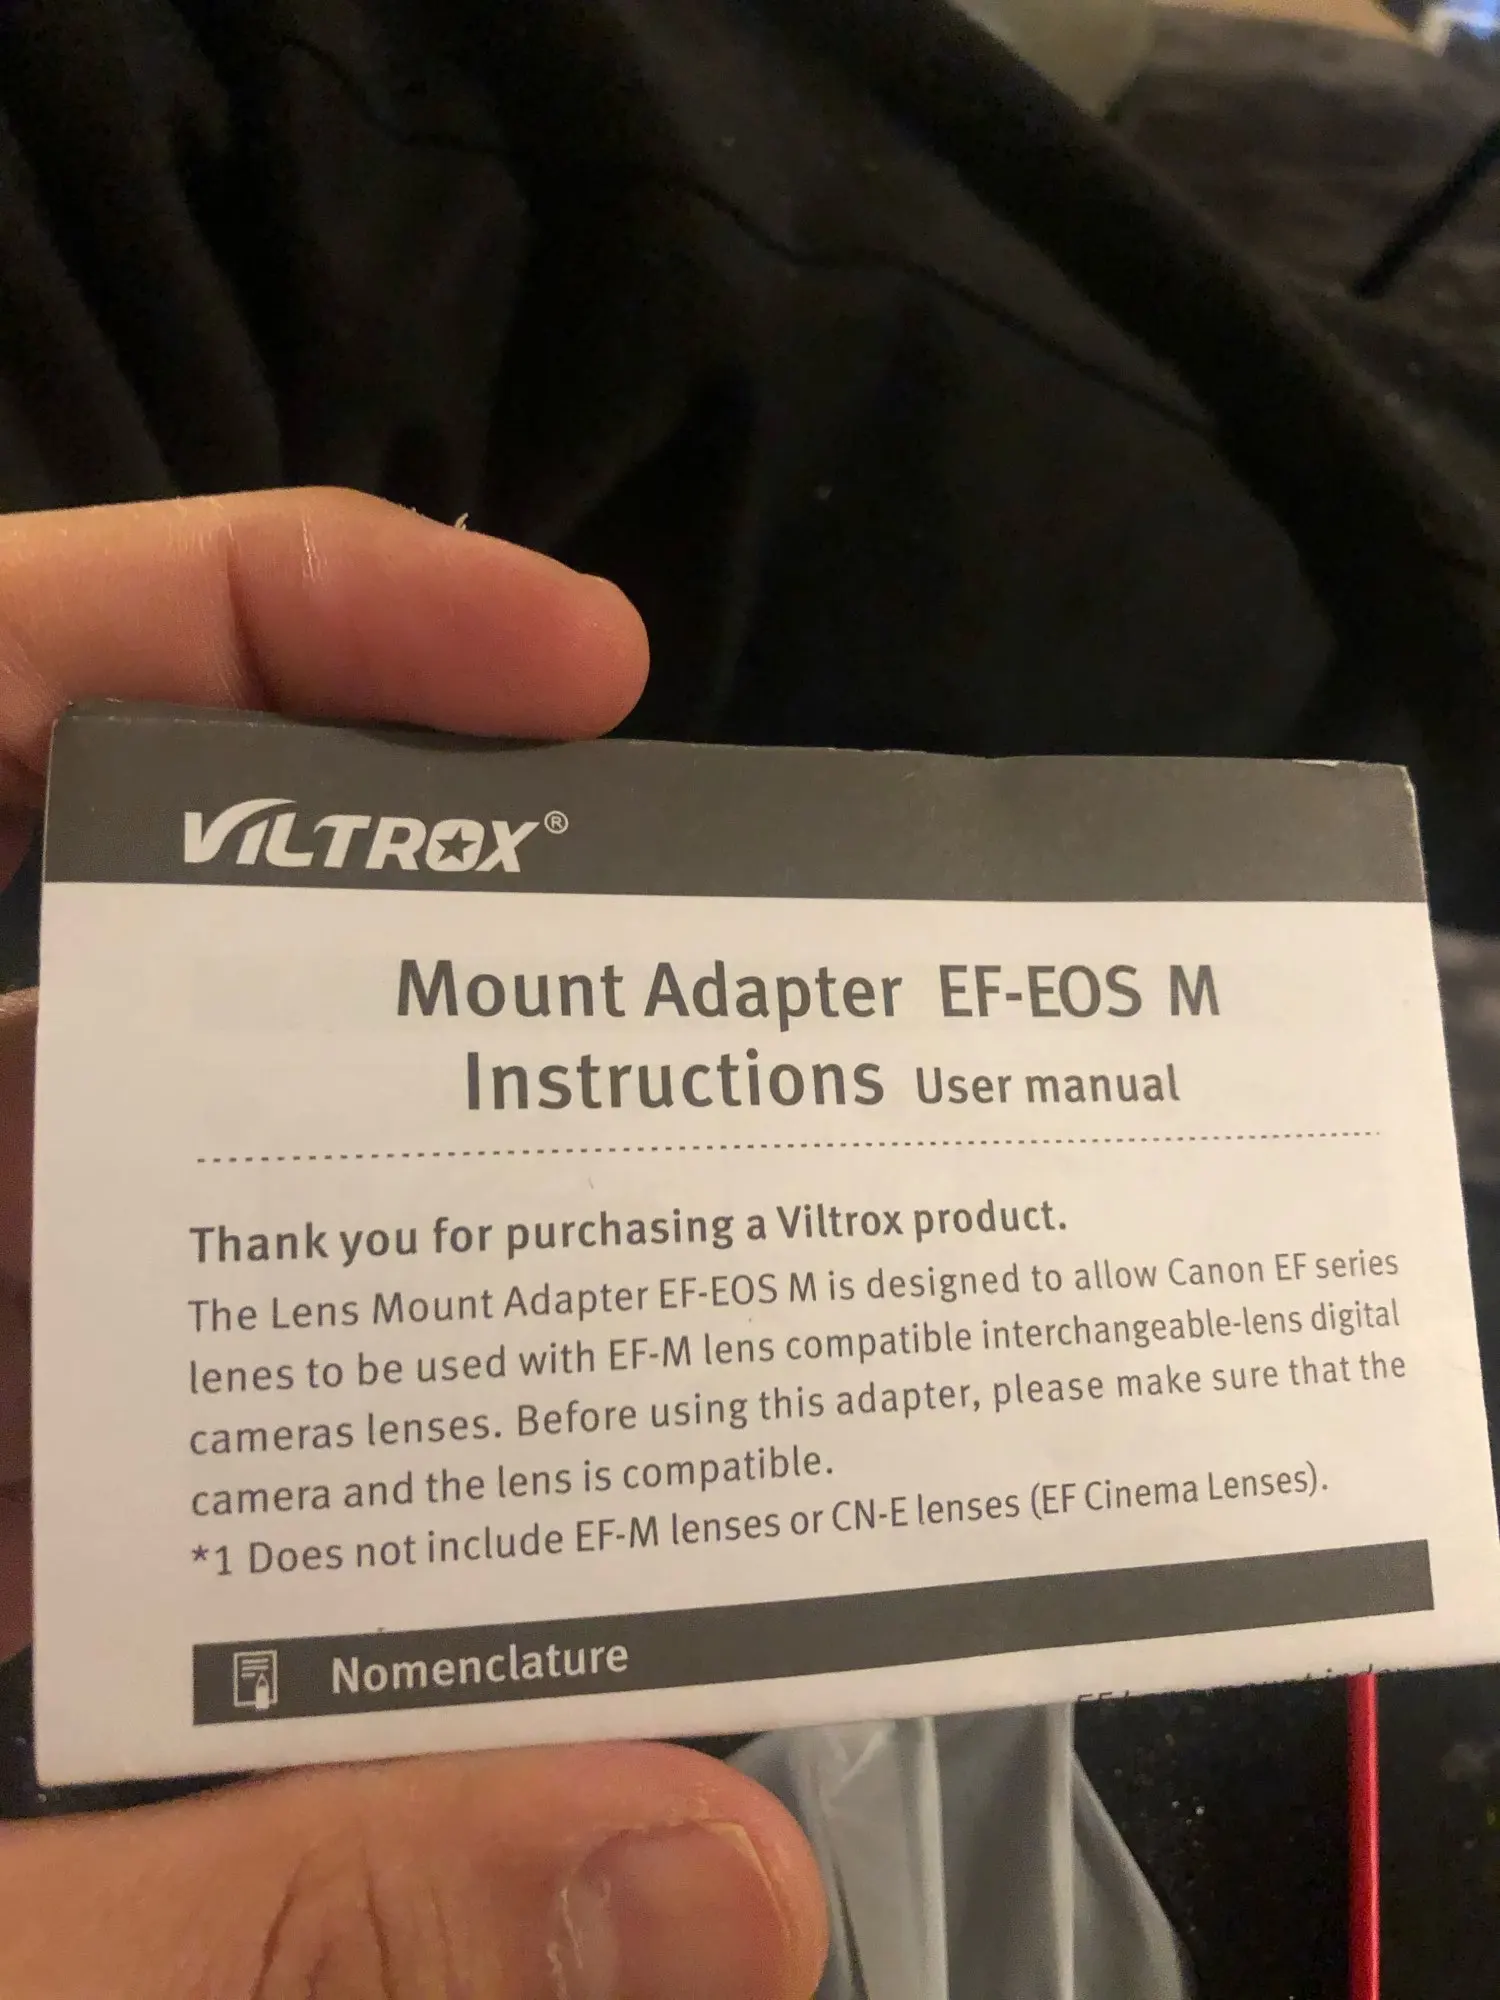 VILTROX®
Mount Adapter EF-EOS M
Instructions User manual
Thank you for purchasing a Viltrox product.
The Lens Mount Adapter EF-EOS M is designed to allow Canon EF series
lenes to be used with EF-M lens compatible interchangeable-lens digital
cameras lenses. Before using this adapter, please make sure that the
camera and the lens is compatible.
*1 Does not include EF-M lenses or CN-E lenses (EF Cinema Lenses).
Nomenclature